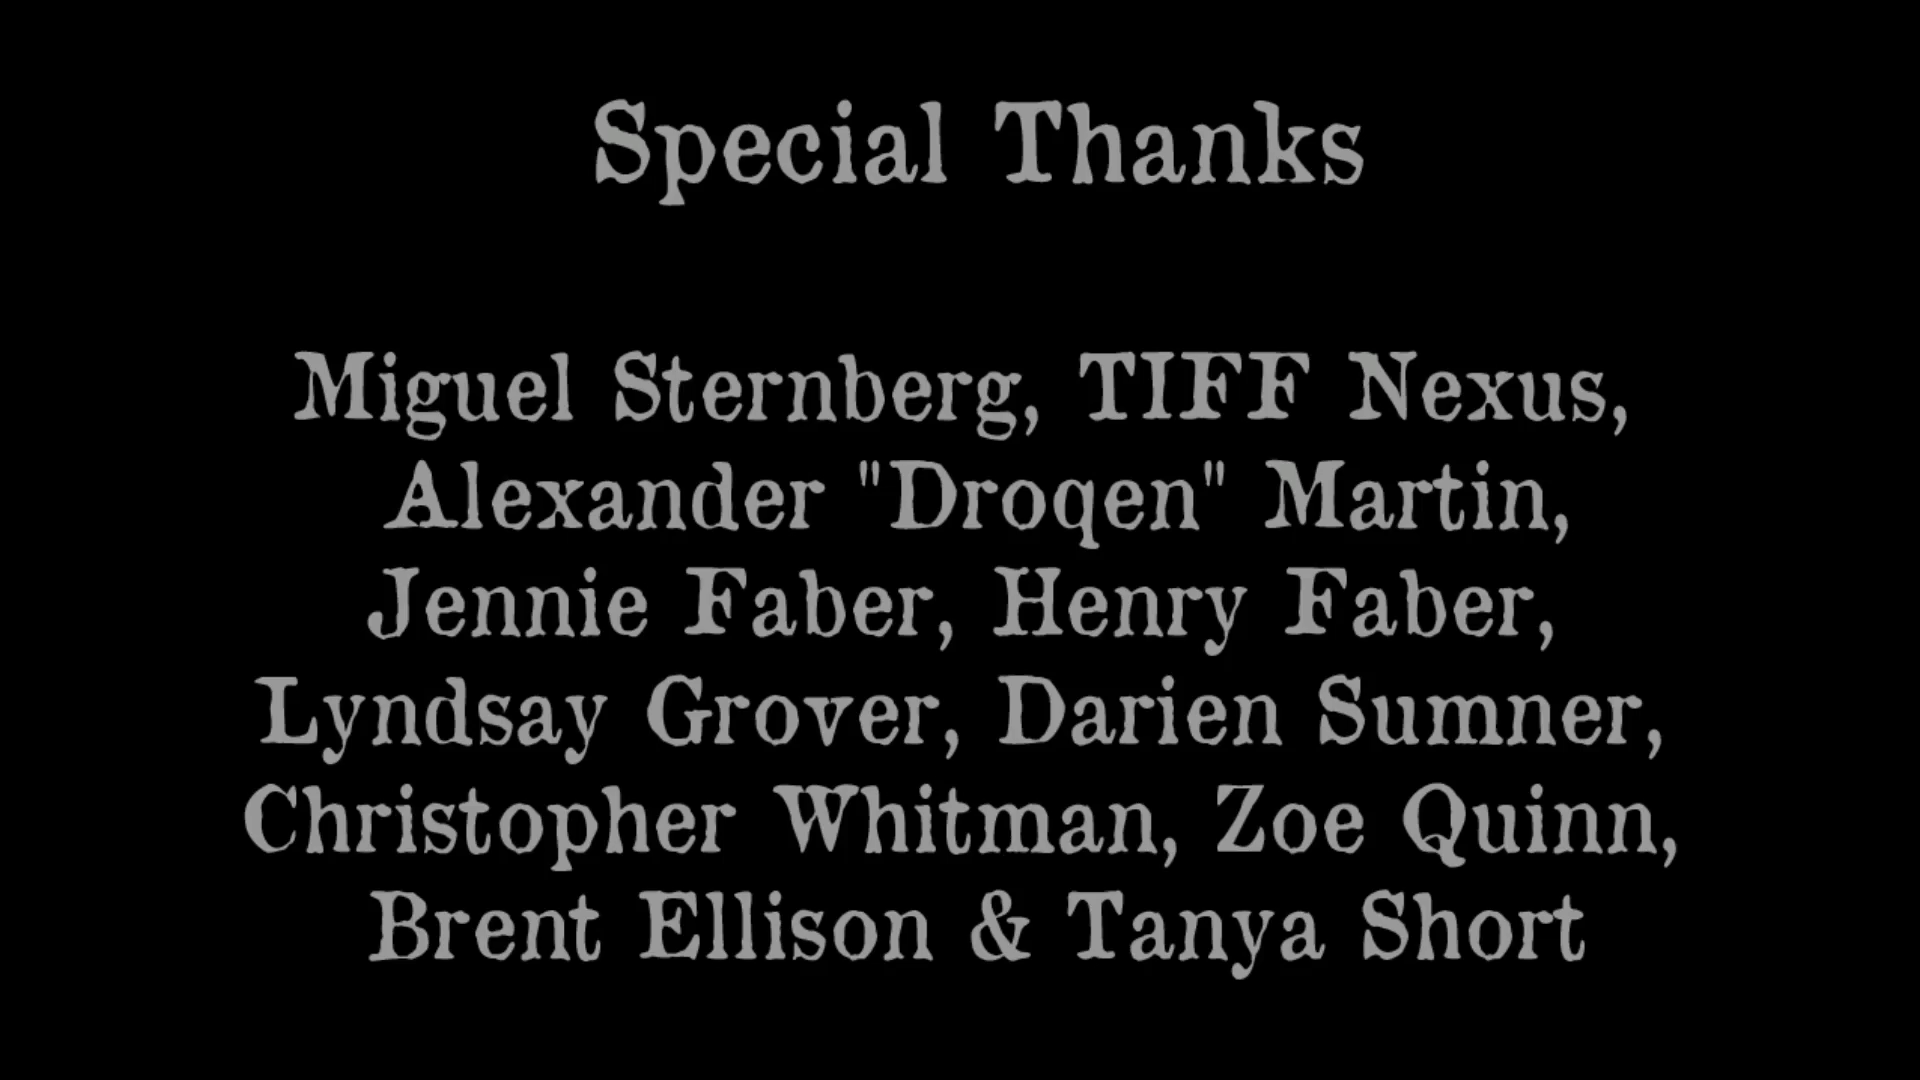 Special Thanks
Miguel Sternberg, TIFF Nexus,
Alexander "Droqen" Martin,
Jennie Faber, Henry Faber,
Lyndsay Grover, Darien Sumner,
Christopher Whitman, Zoe Quinn,
Brent Ellison & Tanya Short